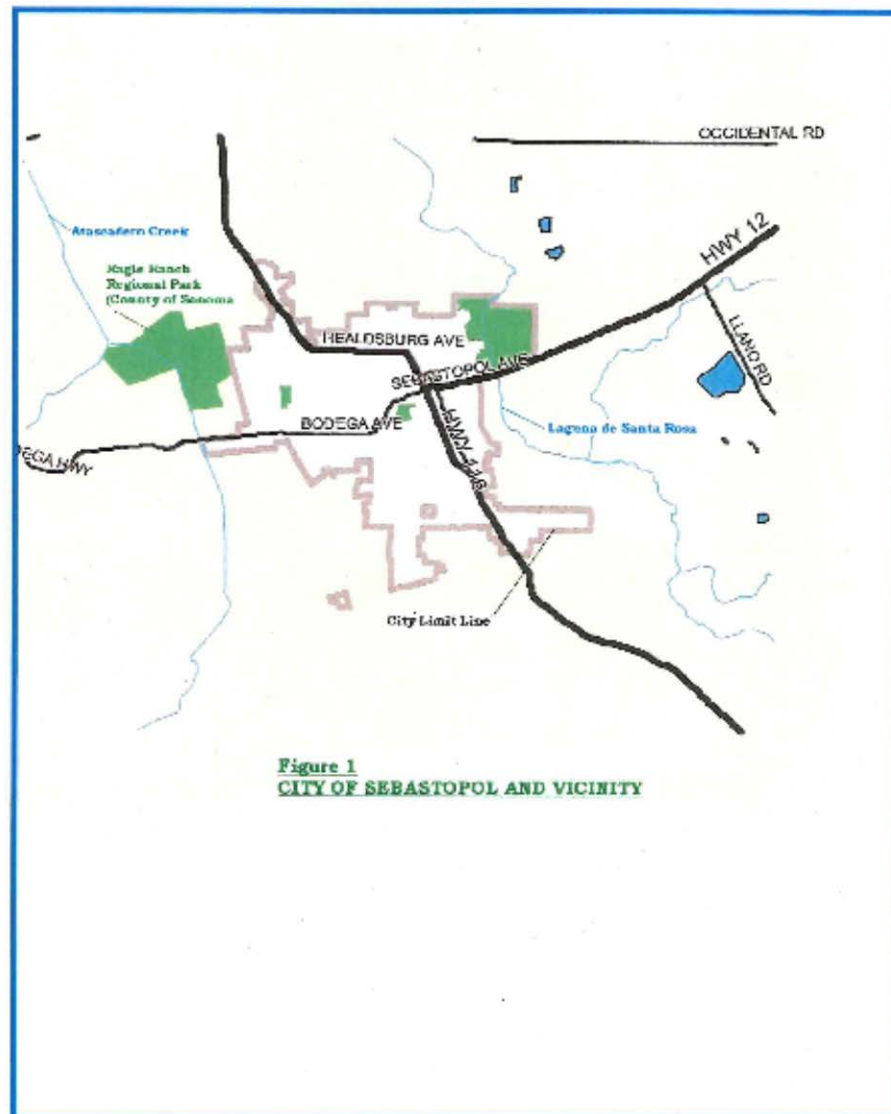 OCCIDENTAL RD
HWY 12
Atascadero Creek
Ragle Ranch
Regional Park
(County of Sonoma
LLANO RD
HEALDSBURG AVE
SEBASTOPOL AVE
BODEGA AVE
HWY 116
Laguna de Santa Rosa
DEGA HWY
City Limit Line
Figure 1
CITY OF SEBASTOPOL AND VICINITY